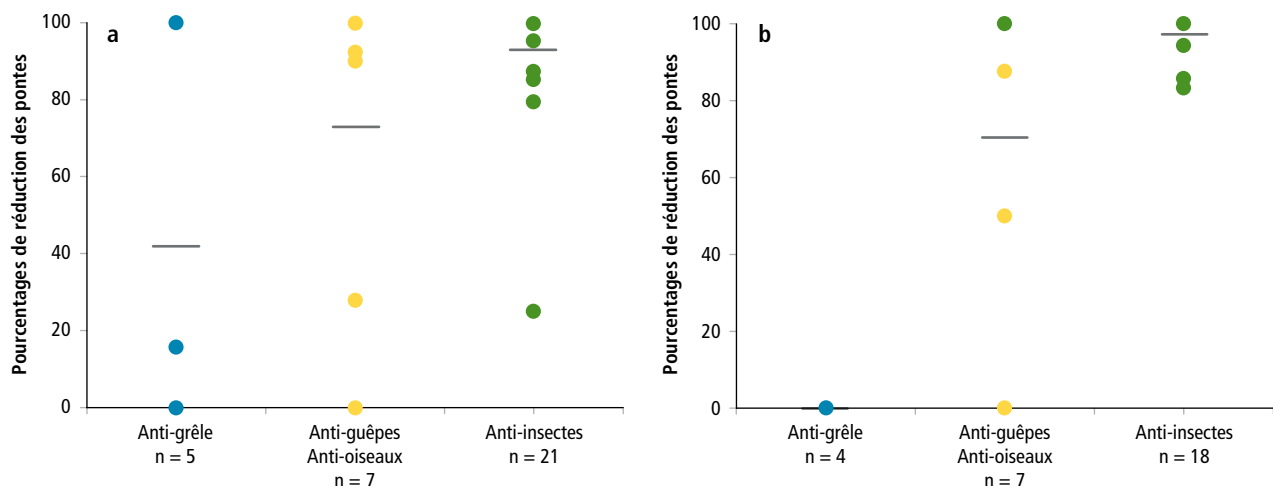 a
Pourcentages de réduction des pontes
100
80
60
40
20
0
Anti-grêle
n = 5
Anti-guêpes
Anti-oiseaux
n = 7
Anti-insectes
n = 21
b
Pourcentages de réduction des pontes
100
80
60
40
20
0
Anti-grêle
n = 4
Anti-guêpes
Anti-oiseaux
n = 7
Anti-insectes
n = 18